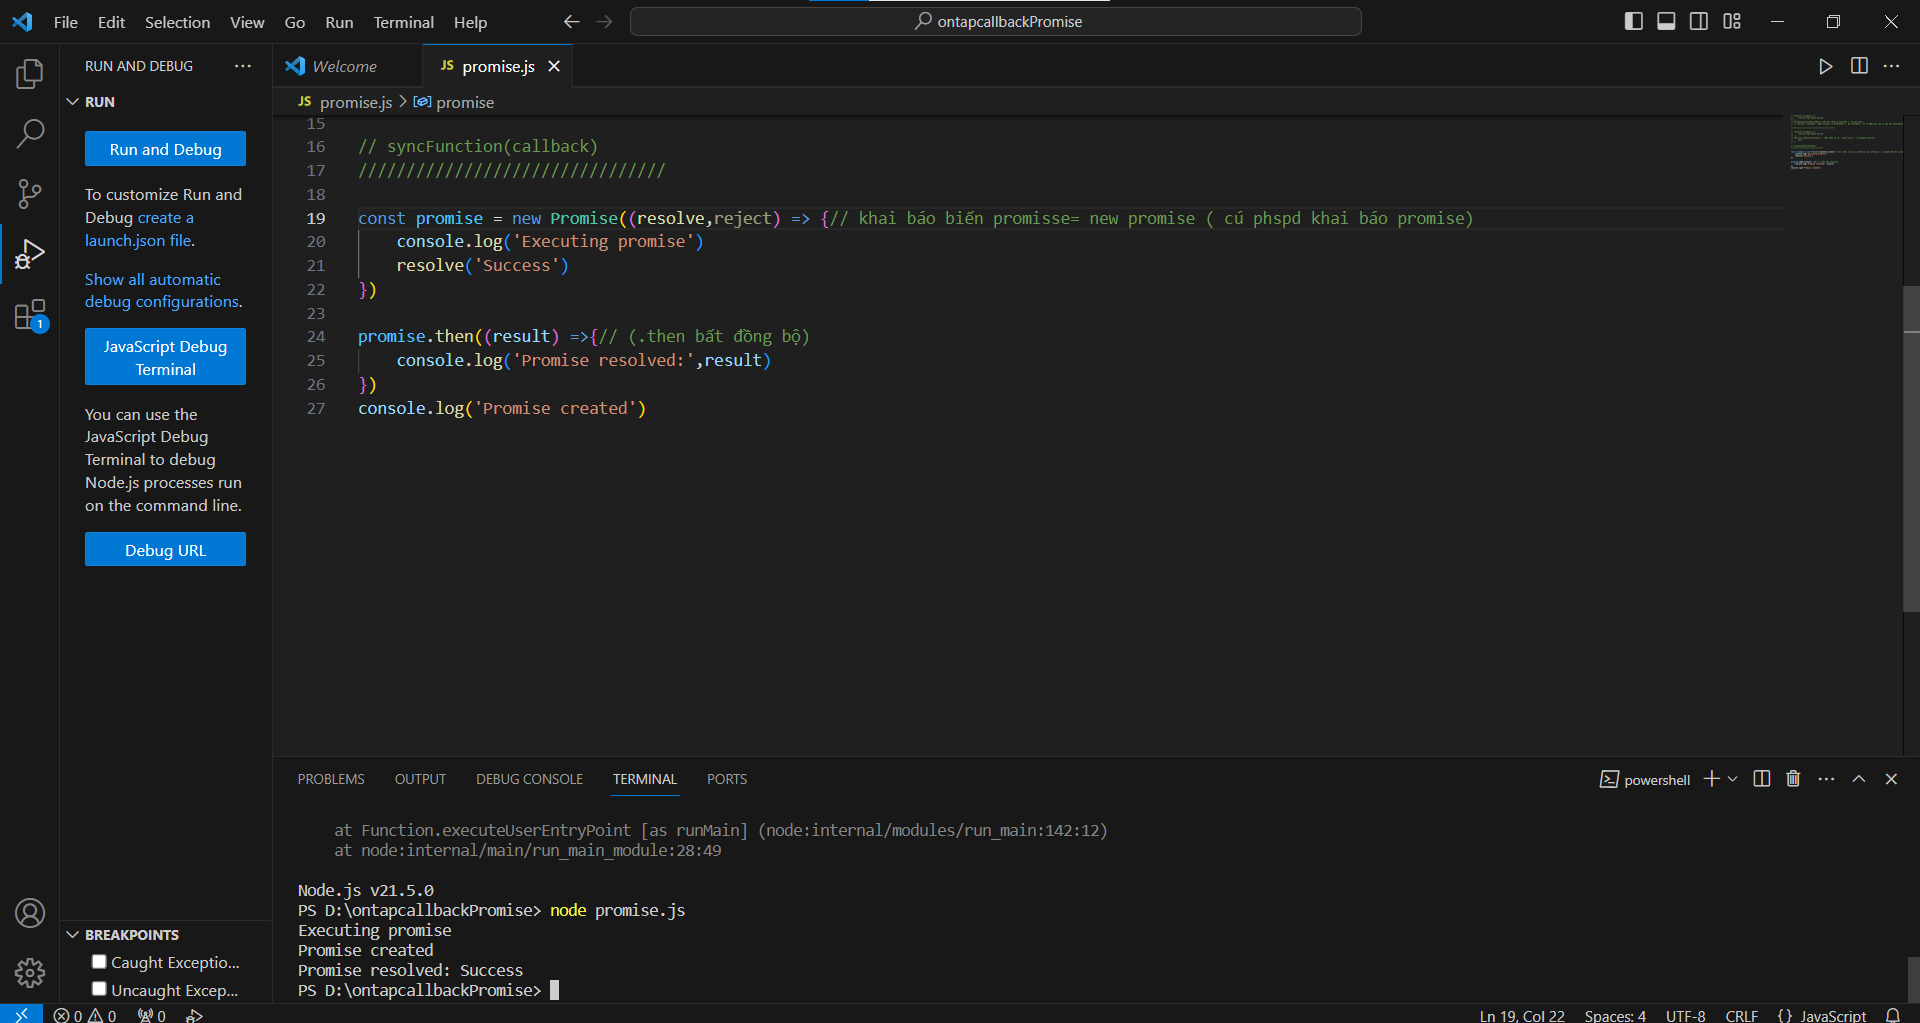 File Edit Selection View Go Run Terminal Help
ontapcallbackPromise
RUN AND DEBUG
Welcome
JS promise.js
RUN
JS promise.js > promise
Run and Debug
To customize Run and
Debug create a
launch.json file.
Show all automatic
debug configurations.
JavaScript Debug
Terminal
You can use the
JavaScript Debug
Terminal to debug
Node.js processes run
on the command line.
Debug URL
1
15
16 // syncFunction(callback)
17 ////////////////////////////////
18
19 const promise = new Promise((resolve,reject) => {// khai báo biến promisse= new promise ( cú phspd khai báo promise)
20 console.log('Executing promise')
21 resolve('Success')
22 })
23
24 promise.then((result) =>{// (.then bất đồng bộ)
25 console.log('Promise resolved:',result)
26 })
27 console.log('Promise created')
PROBLEMS OUTPUT DEBUG CONSOLE TERMINAL PORTS
powershell
at Function.executeUserEntryPoint [as runMain] (node:internal/modules/run_main:142:12)
at node:internal/main/run_main_module:28:49
Node.js v21.5.0
PS D:\ontapcallbackPromise> node promise.js
Executing promise
Promise created
Promise resolved: Success
PS D:\ontapcallbackPromise>
BREAKPOINTS
Caught Exceptio...
Uncaught Excep...
0 0 0
Ln 19, Col 22 Spaces: 4 UTF-8 CRLF {} JavaScript